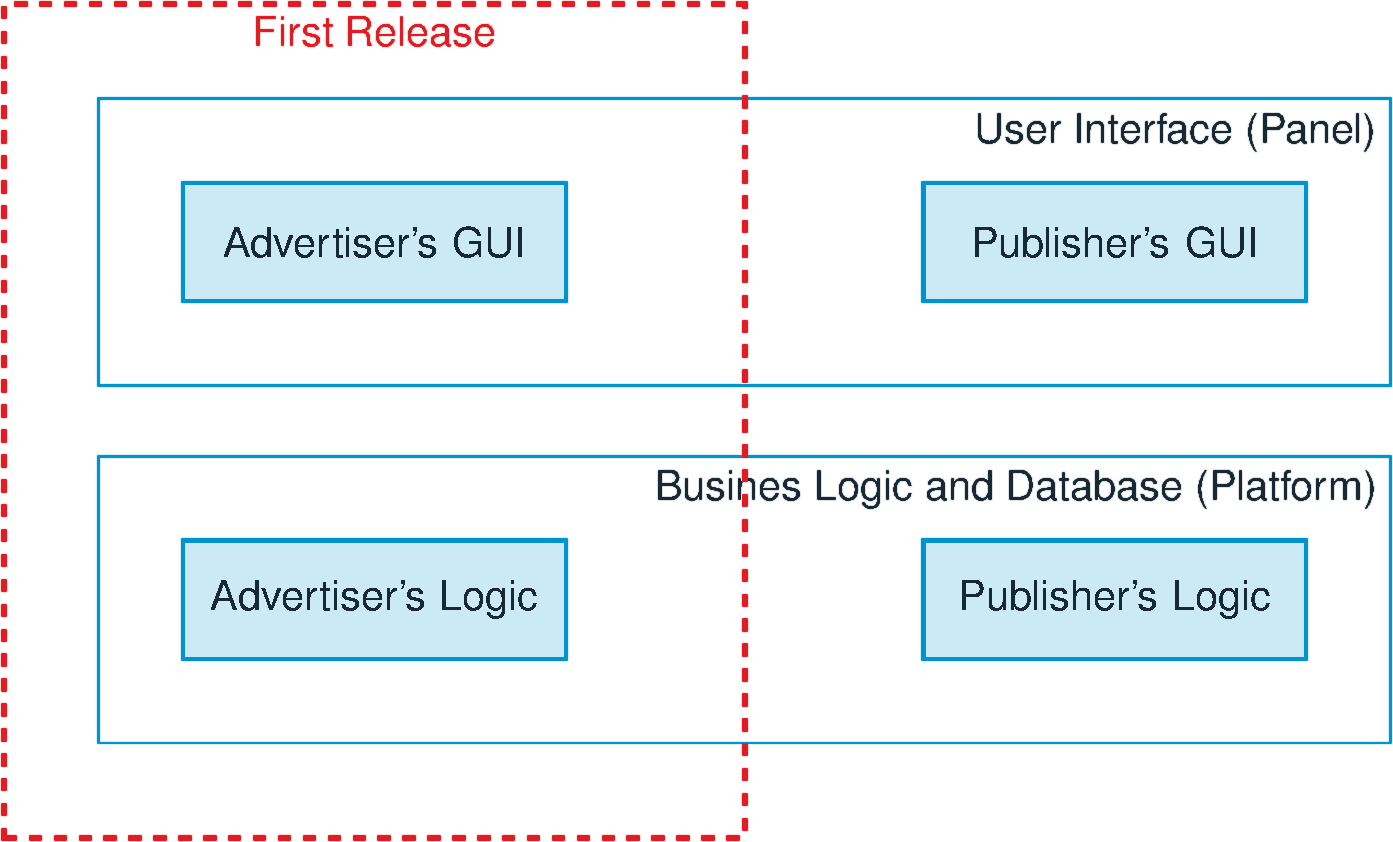 First Release
User Interface (Panel)
Advertiser's GUI
Publisher's GUI
Busines Logic and Database (Platform)
Advertiser's Logic
Publisher's Logic